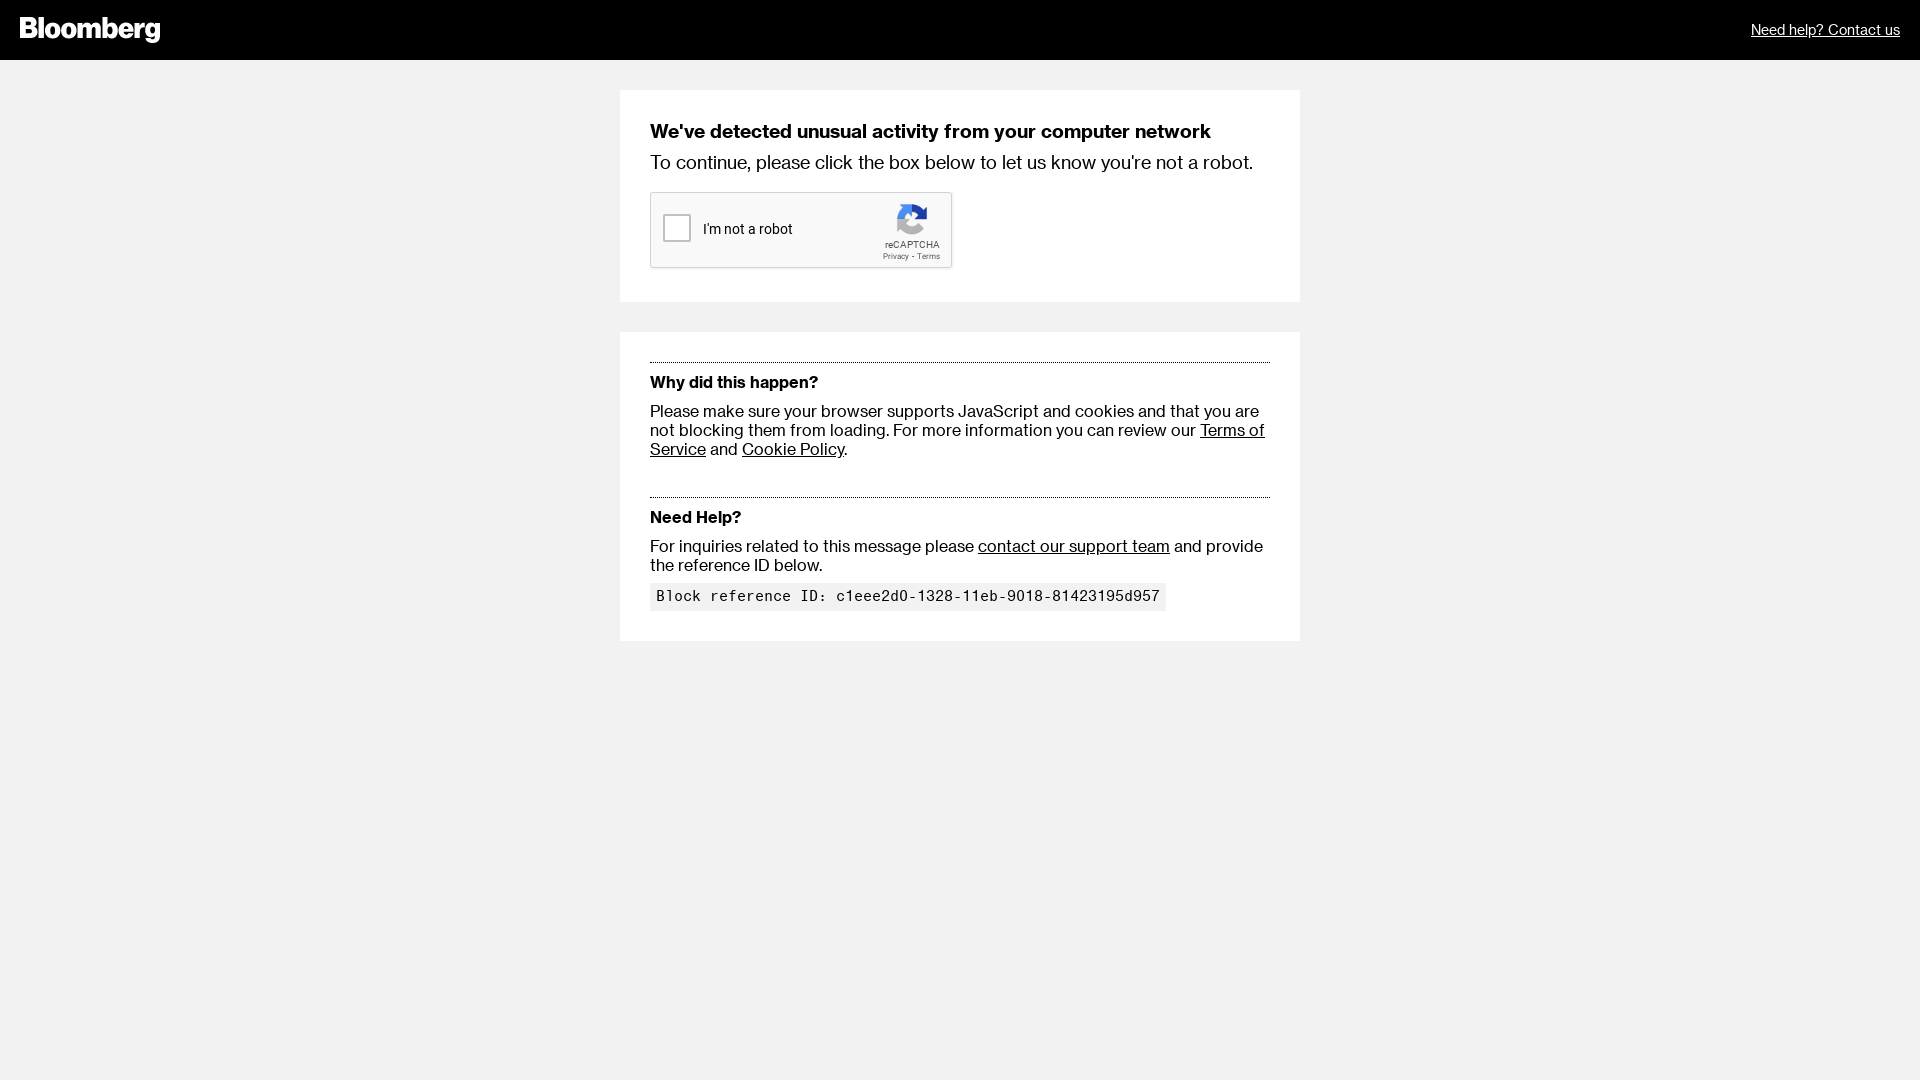 Bloomberg
Need help? Contact us
We've detected unusual activity from your computer network
To continue, please click the box below to let us know you're not a robot.
I'm not a robot
reCAPTCHA
Privacy - Terms
Why did this happen?
Please make sure your browser supports JavaScript and cookies and that you are
not blocking them from loading. For more information you can review our Terms of
Service and Cookie Policy.
Need Help?
For inquiries related to this message please contact our support team and provide
the reference ID below.
Block reference ID: c1eee2d0-1328-11eb-9018-81423195d957